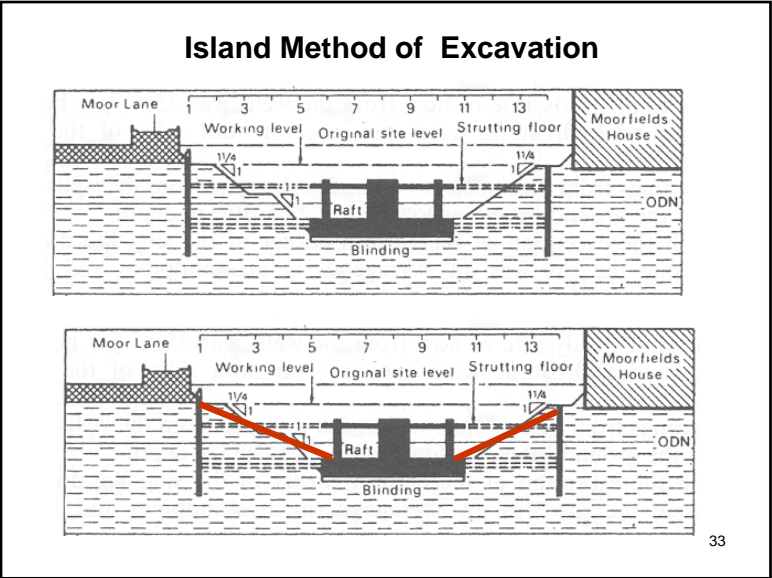 Island Method of Excavation
Moor Lane
1 3 5 7 9 11 13
Moorfields
House
Working level Original site level Strutting floor
1¼
1
1¼
1
1
1
Raft
ODN
Blinding
Moor Lane
1 3 5 7 9 11 13
Moorfields
House
Working level Original site level Strutting floor
1¼
1
1¼
1
1
Raft
ODN
Blinding
33